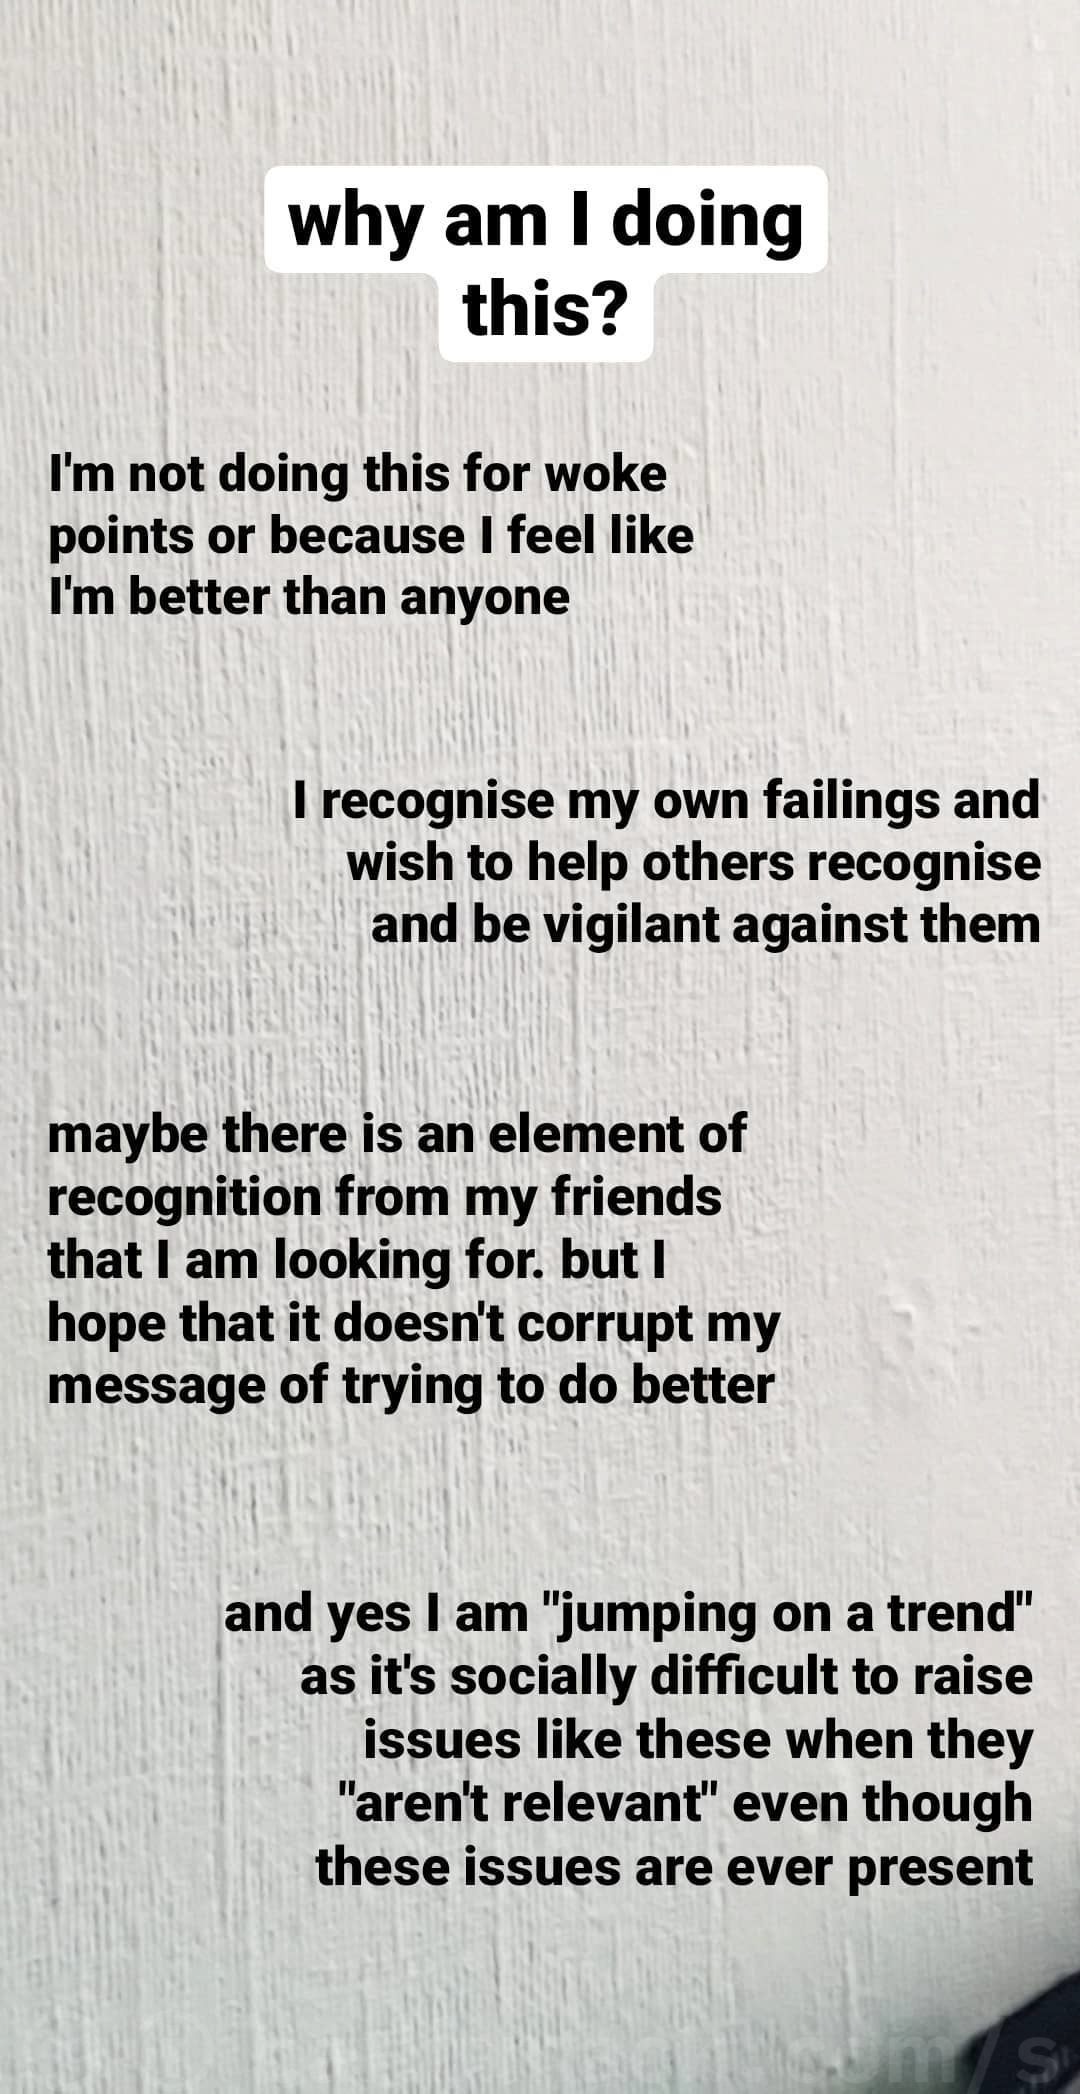 why am I doing
this?
I'm not doing this for woke
points or because I feel like
I'm better than anyone
I recognise my own failings and
wish to help others recognise
and be vigilant against them
maybe there is an element of
recognition from my friends
that I am looking for. but I
hope that it doesn't corrupt my
message of trying to do better
and yes I am "jumping on a trend"
as it's socially difficult to raise
issues like these when they
"aren't relevant" even though
these issues are ever present